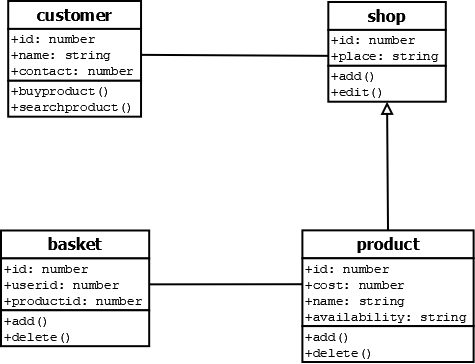 customer
+id: number
+name: string
+contact: number
+buyproduct()
+searchproduct()
shop
+id: number
+place: string
+add()
+edit()
basket
+id: number
+userid: number
+productid: number
+add()
+delete()
product
+id: number
+cost: number
+name: string
+availability: string
+add()
+delete()